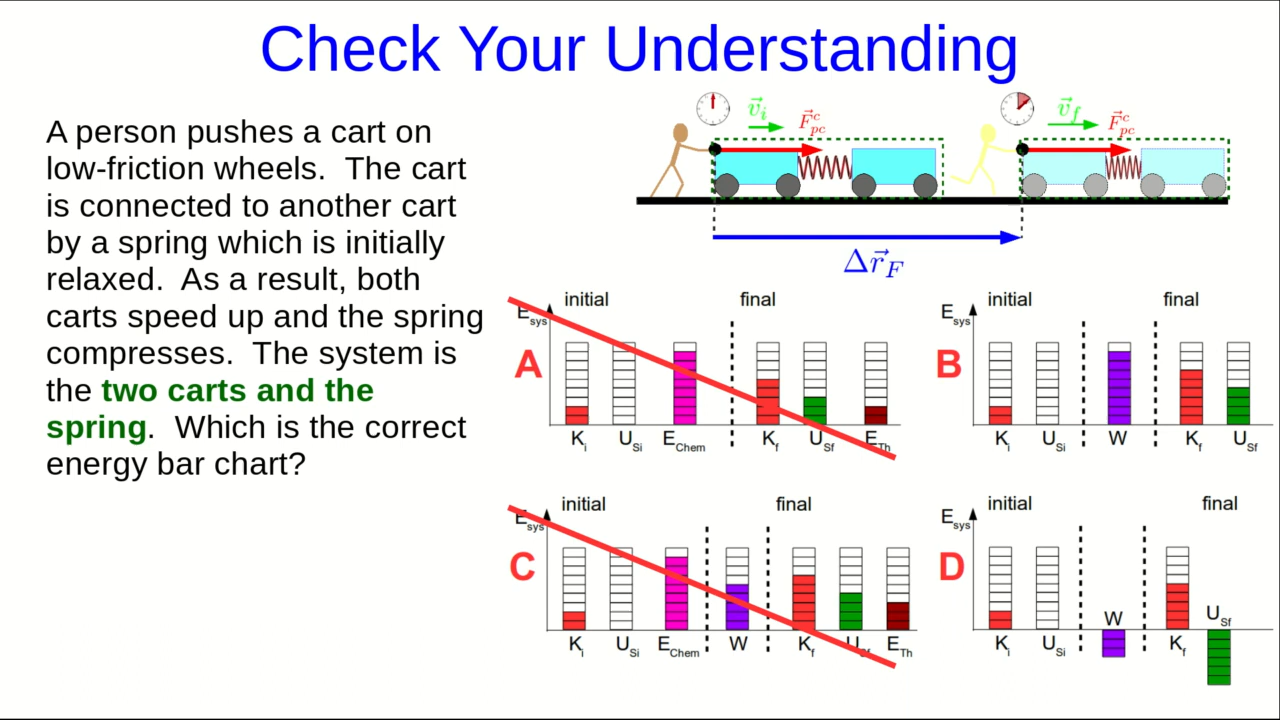 Check Your Understanding
A person pushes a cart on
low-friction wheels. The cart
is connected to another cart
by a spring which is initially
relaxed. As a result, both
carts speed up and the spring
compresses. The system is
the two carts and the
spring. Which is the correct
energy bar chart?
v⃗i F⃗cpc v⃗f F⃗cpc
Δr⃗F
initial final
Esys
A
Ki USi EChem Kf USf ETh
initial final
Esys
B
Ki USi W Kf USf
initial final
Esys
C
Ki USi EChem W Kf USf ETh
initial final
Esys
D
Ki USi W Kf USf